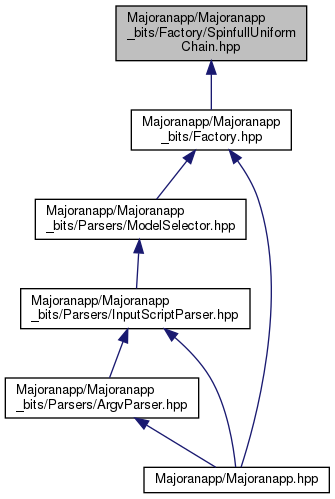 Majoranapp/Majoranapp
_bits/Factory/SpinfullUniform
Chain.hpp
Majoranapp/Majoranapp
_bits/Factory.hpp
Majoranapp/Majoranapp
_bits/Parsers/ModelSelector.hpp
Majoranapp/Majoranapp
_bits/Parsers/InputScriptParser.hpp
Majoranapp/Majoranapp
_bits/Parsers/ArgvParser.hpp
Majoranapp/Majoranapp.hpp